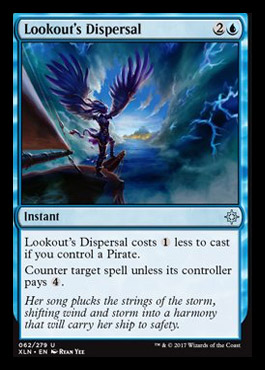 Lookout's Dispersal 2
Instant
Lookout's Dispersal costs 1 less to cast
if you control a Pirate.
Counter target spell unless its controller
pays 4.
Her song plucks the strings of the storm,
shifting wind and storm into a harmony
that will carry her ship to safety.
062/279 U
XLN • EN Ryan Yee
™ & © 2017 Wizards of the Coast